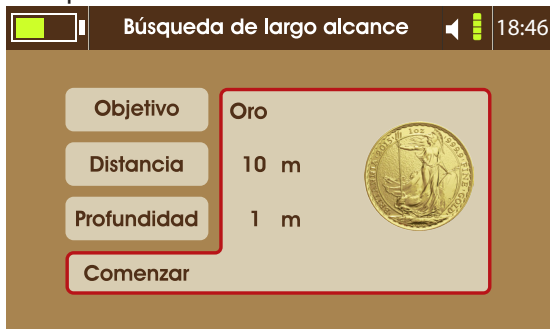 Búsqueda de largo alcance
18:46
Objetivo
Oro
Distancia
10 m
Profundidad
1 m
Comenzar